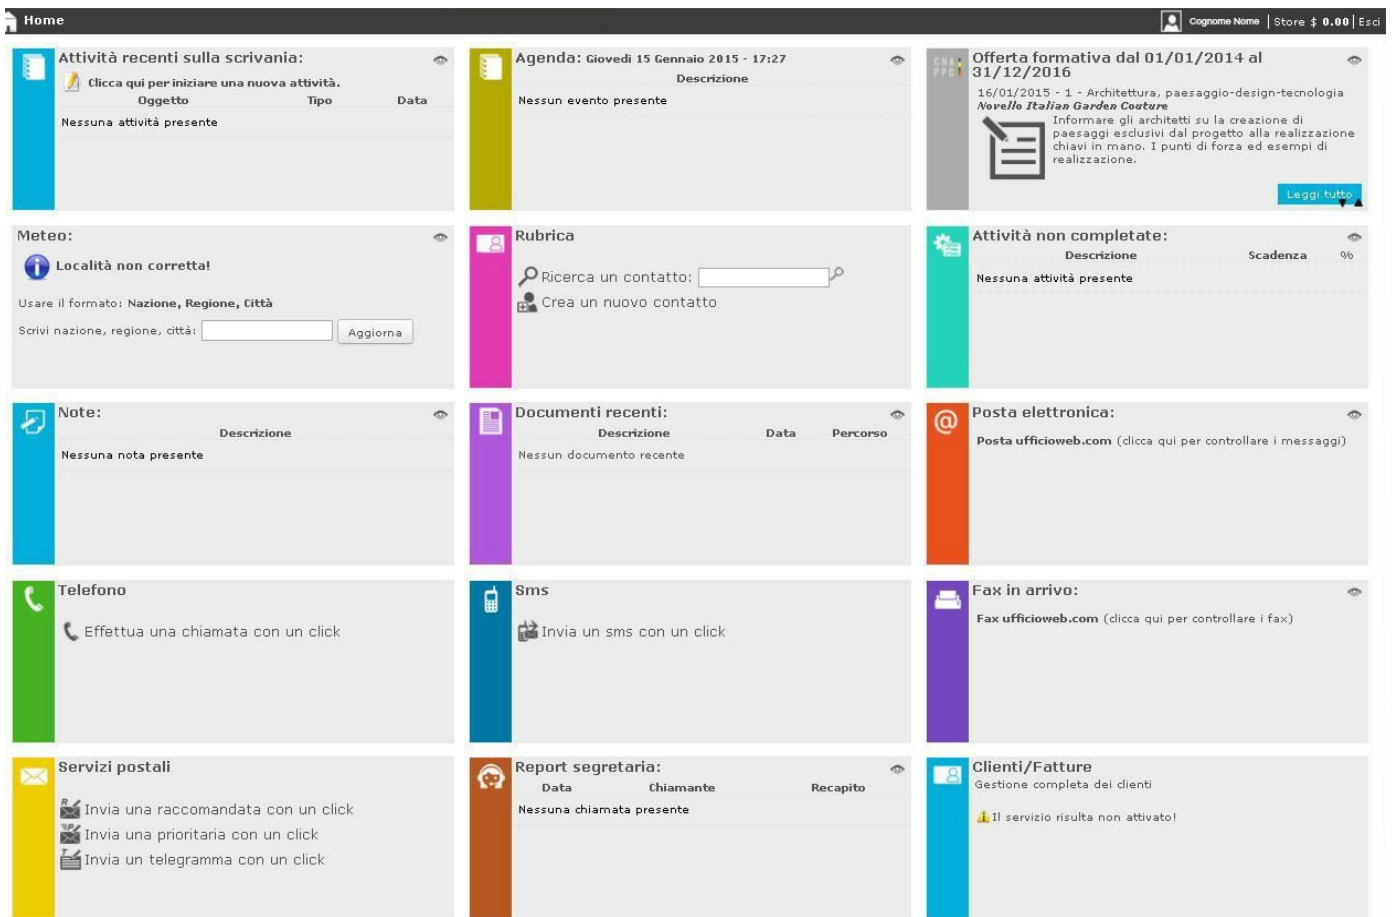 Home
Cognome Nome | Store $ 0.00 | Esci
Attività recenti sulla scrivania:
Clicca qui per iniziare una nuova attività.
Oggetto Tipo Data
Nessuna attività presente
Agenda: Giovedi 15 Gennaio 2015 - 17:27
Descrizione
Nessun evento presente
CNA
PPC
Offerta formativa dal 01/01/2014 al
31/12/2016
16/01/2015 - 1 - Architettura, paesaggio-design-tecnologia
Novello Italian Garden Couture
Informare gli architetti su la creazione di
paesaggi esclusivi dal progetto alla realizzazione
chiavi in mano. I punti di forza ed esempi di
realizzazione.
Leggi tutto
Meteo:
Località non corretta!
Usare il formato: Nazione, Regione, Città
Scrivi nazione, regione, città:
Aggiorna
Rubrica
Ricerca un contatto:
Crea un nuovo contatto
Attività non completate:
Descrizione Scadenza %
Nessuna attività presente
Note:
Descrizione
Nessuna nota presente
Documenti recenti:
Descrizione Data Percorso
Nessun documento recente
@
Posta elettronica:
Posta ufficioweb.com (clicca qui per controllare i messaggi)
Telefono
Effettua una chiamata con un click
Sms
Invia un sms con un click
Fax in arrivo:
Fax ufficioweb.com (clicca qui per controllare i fax)
Servizi postali
Invia una raccomandata con un click
Invia una prioritaria con un click
Invia un telegramma con un click
Report segretaria:
Data Chiamante Recapito
Nessuna chiamata presente
Clienti/Fatture
Gestione completa dei clienti
Il servizio risulta non attivato!